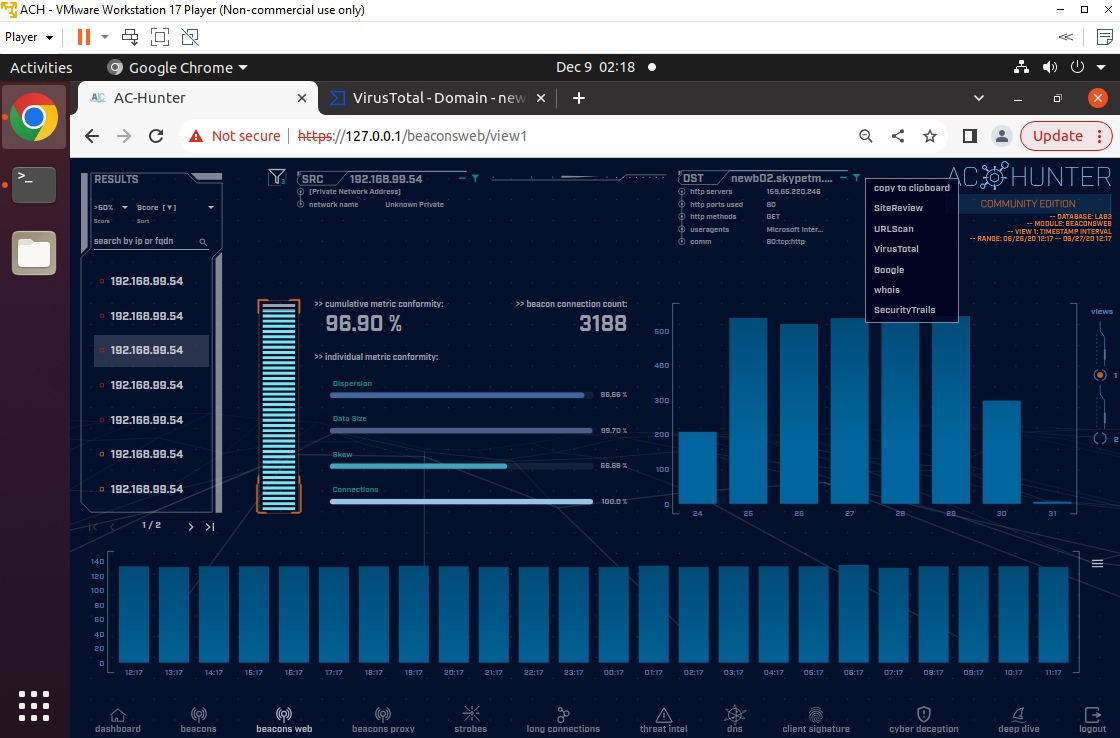 ACH - VMware Workstation 17 Player (Non-commercial use only)
Player
Activities
Google Chrome
Dec 9 02:18
AC-Hunter
VirusTotal - Domain - new
Not secure
https://127.0.0.1/beaconsweb/view1
Update
RESULTS
>50%
Score [▼]
Score
Sort
search by ip or fqdn
192.168.99.54
192.168.99.54
192.168.99.54
192.168.99.54
192.168.99.54
192.168.99.54
192.168.99.54
1 / 2
SRC
192.168.99.54
[Private Network Address]
network name Unknown Private
DST
newb02.skypetm....
http servers 159.65.220.246
http ports used 80
http methods GET
useragents Microsoft Inter...
comm 80:tcp:http
copy to clipboard
SiteReview
URLScan
VirusTotal
Google
whois
SecurityTrails
AC HUNTER
COMMUNITY EDITION
-- DATABASE: LAB3
-- MODULE: BEACONSWEB
-- VIEW 1: TIMESTAMP INTERVAL
-- RANGE: 06/26/20 12:17 -- 06/27/20 12:17
>> cumulative metric conformity:
96.90 %
>> beacon connection count:
3188
>> individual metric conformity:
Dispersion
96.66 %
Data Size
99.70 %
Skew
66.66 %
Connections
100.0 %
500
400
300
200
100
0
24 25 26 27 28 29 30 31
views
1
2
140
120
100
80
60
40
20
0
12:17 13:17 14:17 15:17 16:17 17:17 18:17 19:17 20:17 21:17 22:17 23:17 00:17 01:17 02:17 03:17 04:17 05:17 06:17 07:17 08:17 09:17 10:17 11:17
dashboard beacons beacons web beacons proxy strobes long connections threat intel dns client signature cyber deception deep dive logout